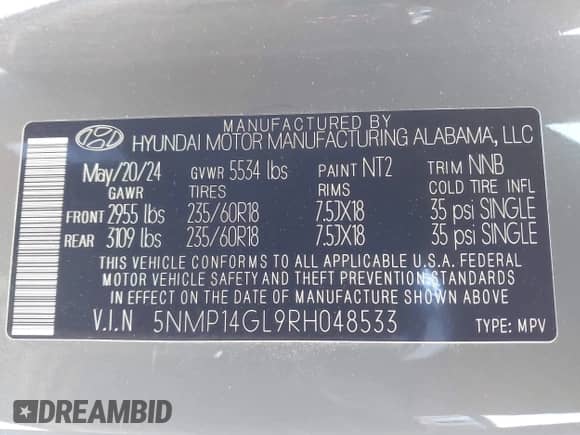 MANUFACTURED BY
HYUNDAI MOTOR MANUFACTURING ALABAMA, LLC
May/20/24 GVWR 5534 lbs PAINT NT2 TRIM NNB
GAWR TIRES RIMS COLD TIRE INFL
FRONT 2955 lbs 235/60R18 7.5JX18 35 psi SINGLE
REAR 3109 lbs 235/60R18 7.5JX18 35 psi SINGLE
THIS VEHICLE CONFORMS TO ALL APPLICABLE U.S.A. FEDERAL
MOTOR VEHICLE SAFETY AND THEFT PREVENTION STANDARDS
IN EFFECT ON THE DATE OF MANUFACTURE SHOWN ABOVE
V.I.N 5NMP14GL9RH048533 TYPE: MPV
DREAMBID